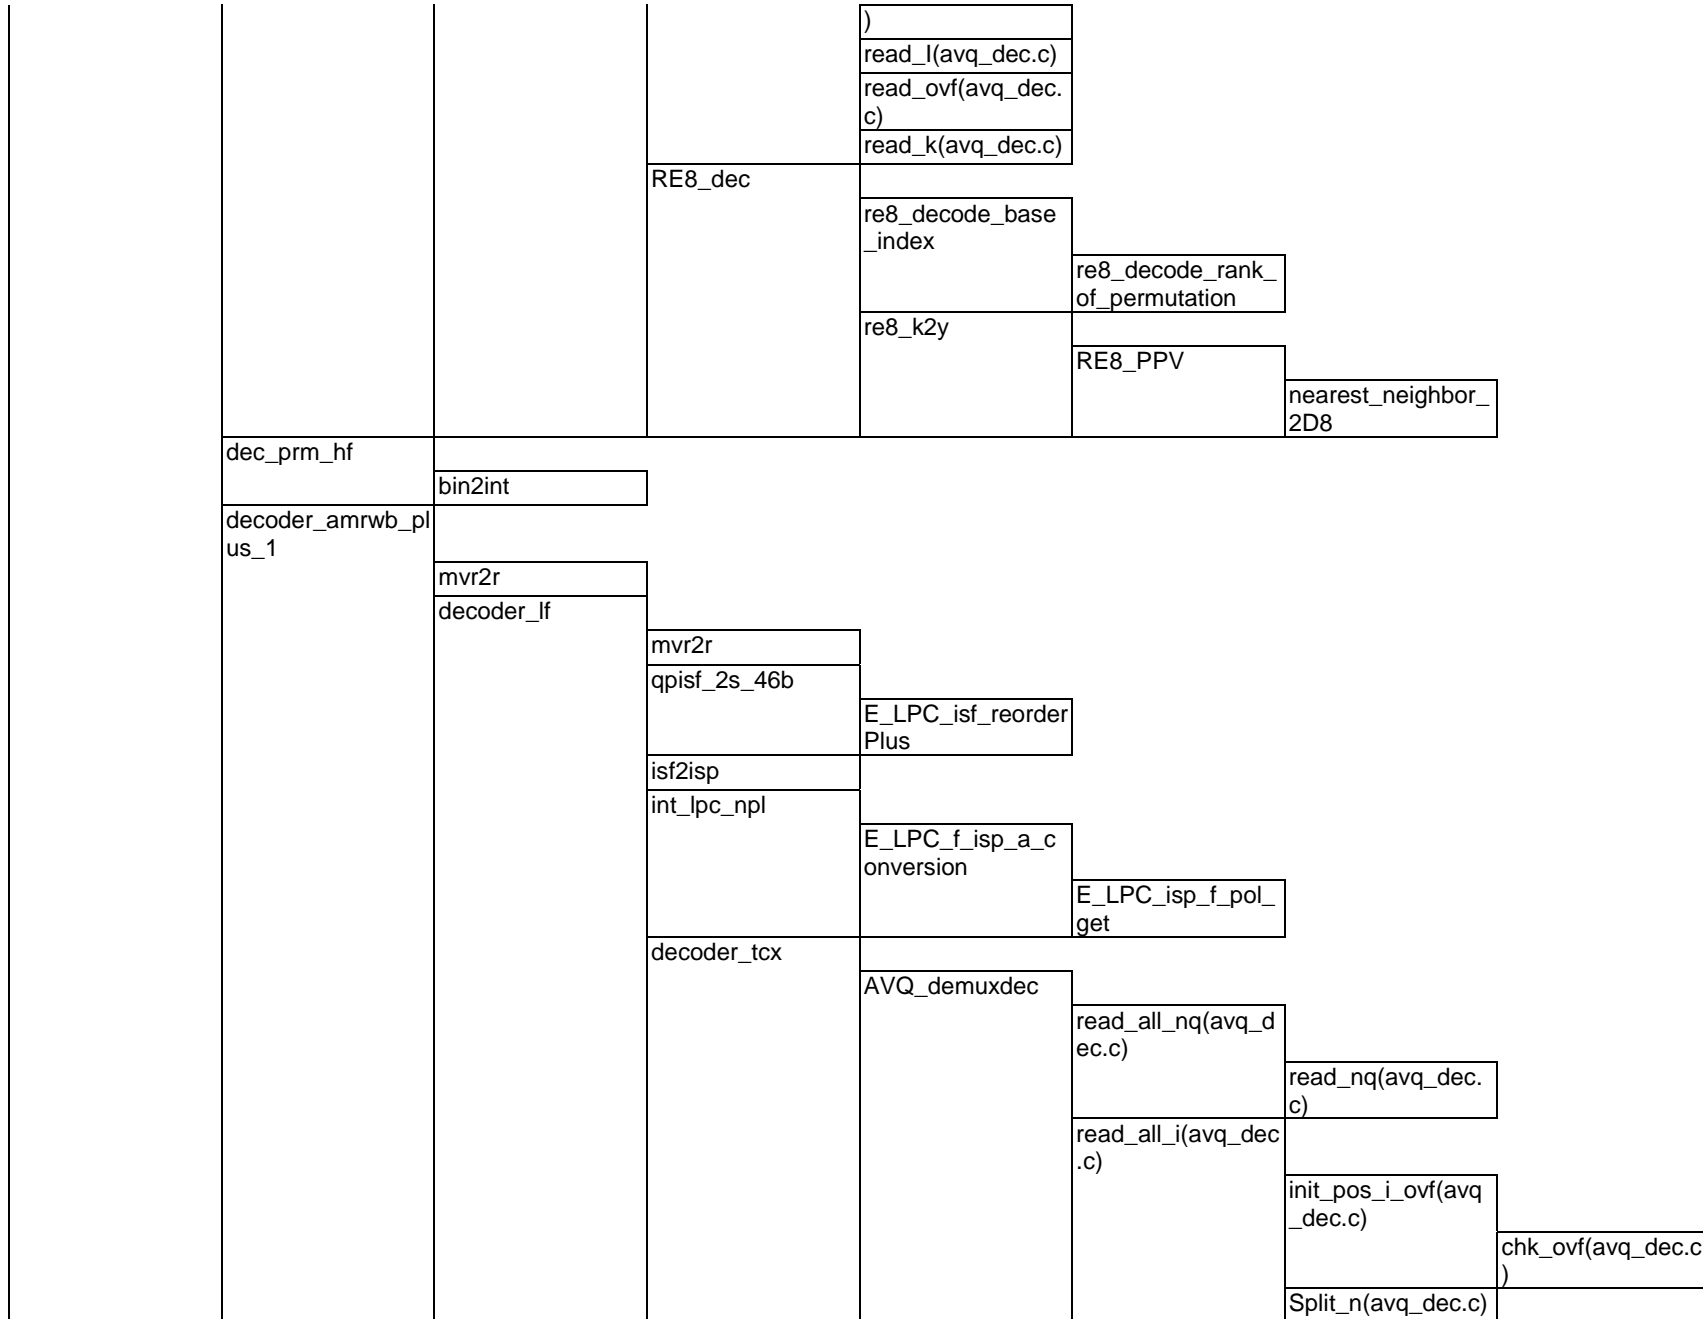 )
read_I(avq_dec.c)
read_ovf(avq_dec.
c)
read_k(avq_dec.c)
RE8_dec
re8_decode_base
_index
re8_decode_rank_
of_permutation
re8_k2y
RE8_PPV
nearest_neighbor_
2D8
dec_prm_hf
bin2int
decoder_amrwb_pl
us_1
mvr2r
decoder_lf
mvr2r
qpisf_2s_46b
E_LPC_isf_reorder
Plus
isf2isp
int_lpc_npl
E_LPC_f_isp_a_c
onversion
E_LPC_isp_f_pol_
get
decoder_tcx
AVQ_demuxdec
read_all_nq(avq_d
ec.c)
read_nq(avq_dec.
c)
read_all_i(avq_dec
.c)
init_pos_i_ovf(avq
_dec.c)
chk_ovf(avq_dec.c
)
Split_n(avq_dec.c)